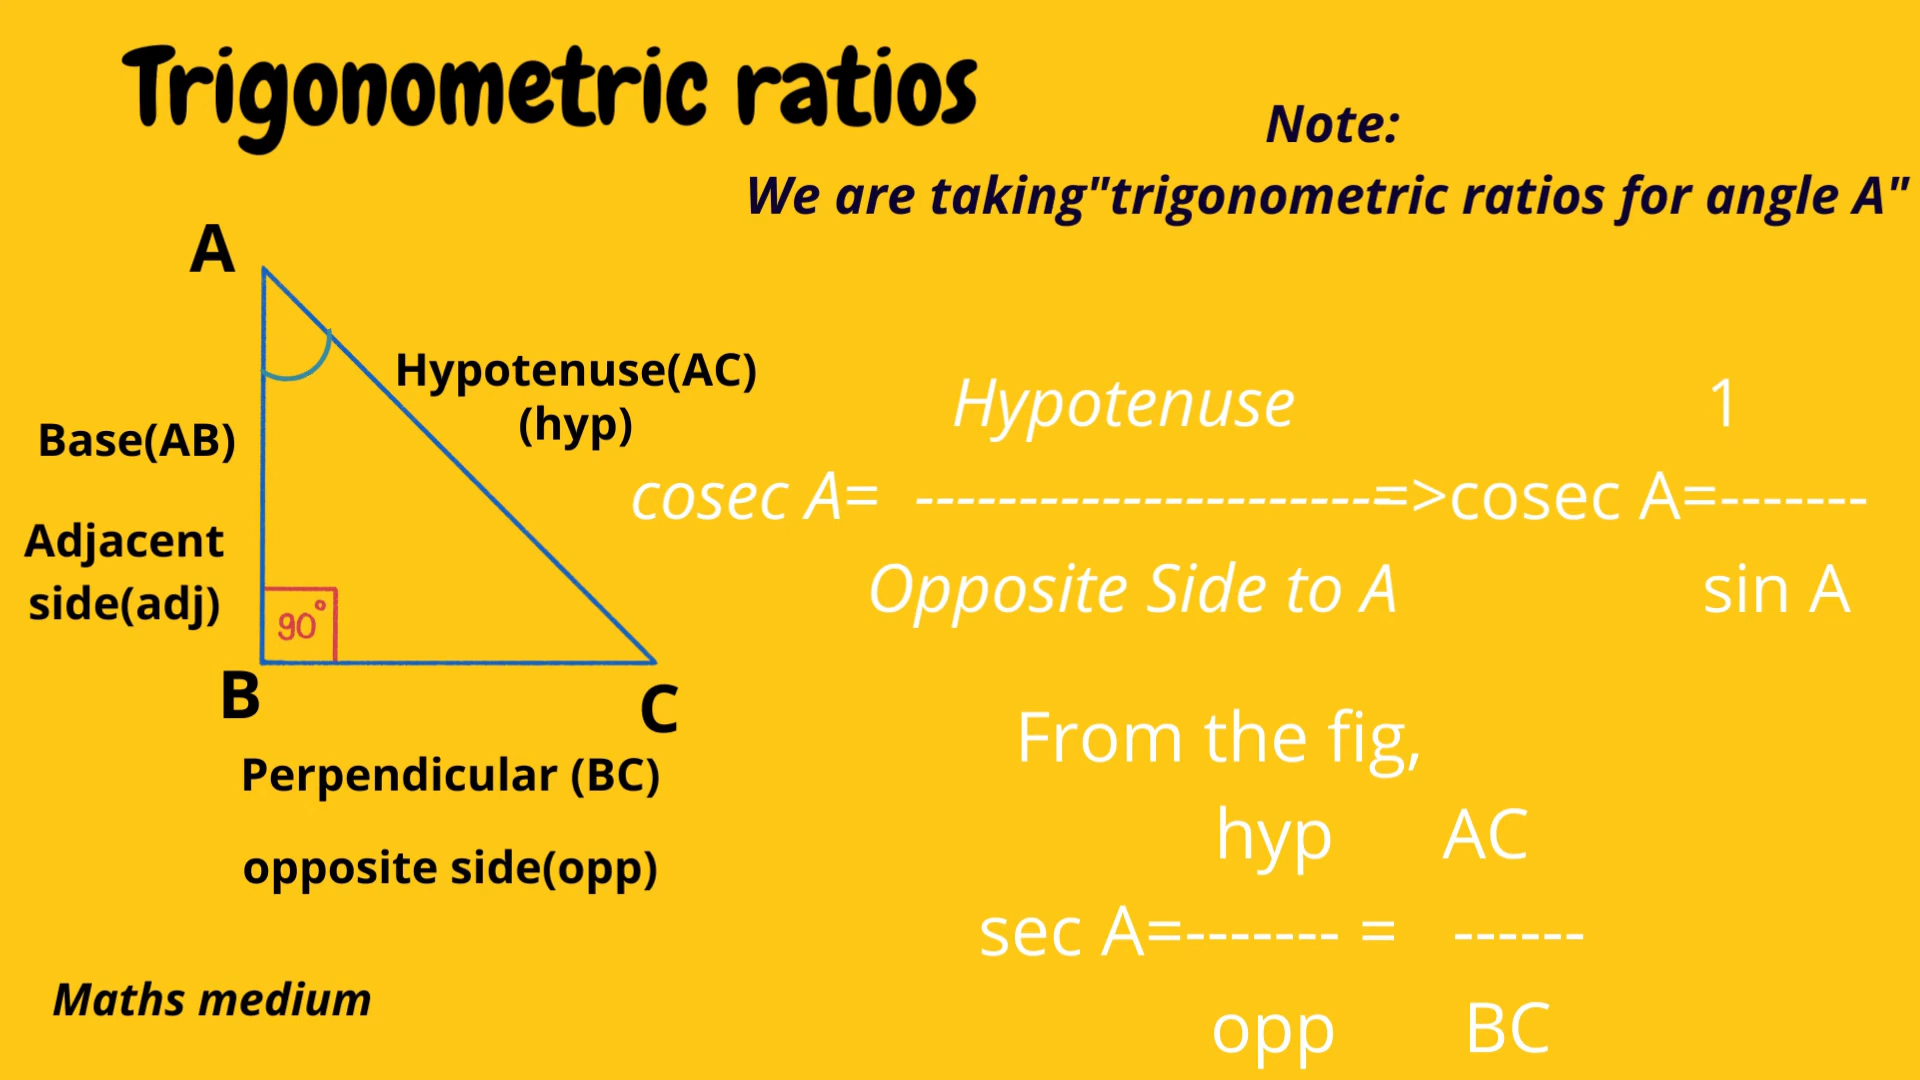 Trigonometric ratios
Note:
We are taking"trigonometric ratios for angle A"
A
Hypotenuse(AC)
(hyp)
Base(AB)
Adjacent
side(adj)
90°
B
C
Perpendicular (BC)
opposite side(opp)
Maths medium
Hypotenuse 1
cosec A= ----------------------=>cosec A=-------
Opposite Side to A sin A
From the fig,
hyp AC
sec A=------- = ------
opp BC